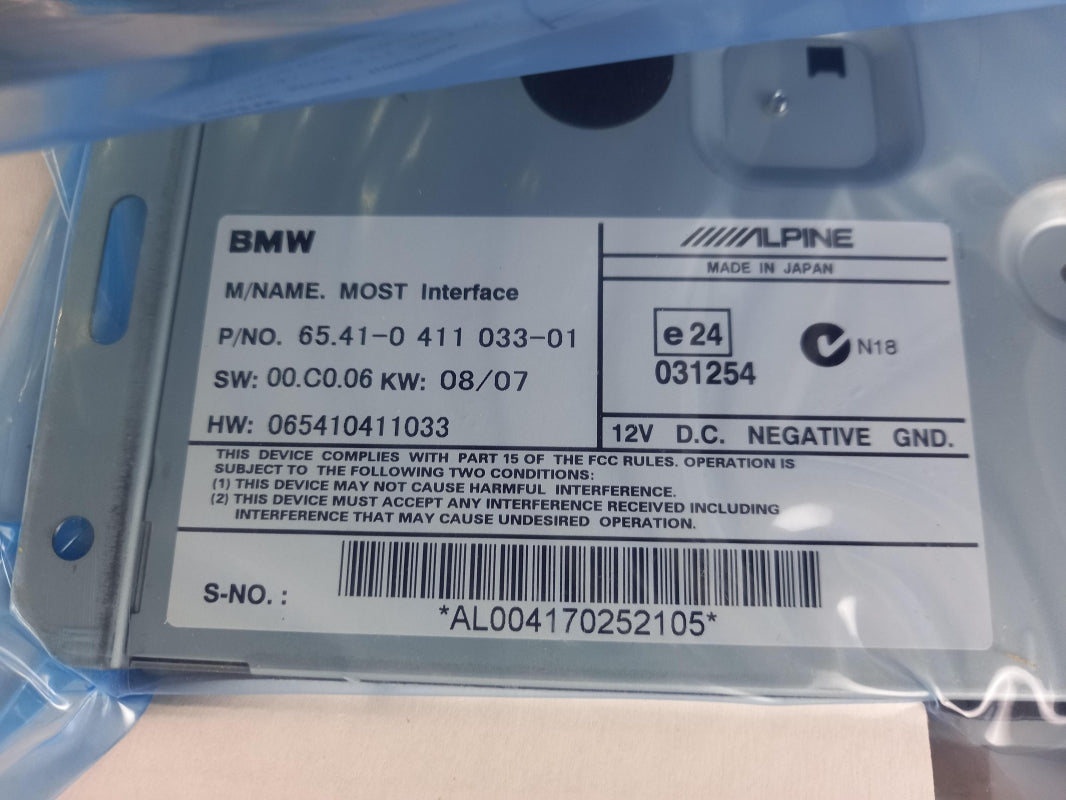 BMW
M/NAME. MOST Interface
P/NO. 65.41-0 411 033-01
SW: 00.C0.06 KW: 08/07
HW: 065410411033
ALPINE
MADE IN JAPAN
e24
031254
N18
12V D.C. NEGATIVE GND.
THIS DEVICE COMPLIES WITH PART 15 OF THE FCC RULES. OPERATION IS
SUBJECT TO THE FOLLOWING TWO CONDITIONS:
(1) THIS DEVICE MAY NOT CAUSE HARMFUL INTERFERENCE.
(2) THIS DEVICE MUST ACCEPT ANY INTERFERENCE RECEIVED INCLUDING
INTERFERENCE THAT MAY CAUSE UNDESIRED OPERATION.
S-NO. :
*AL004170252105*